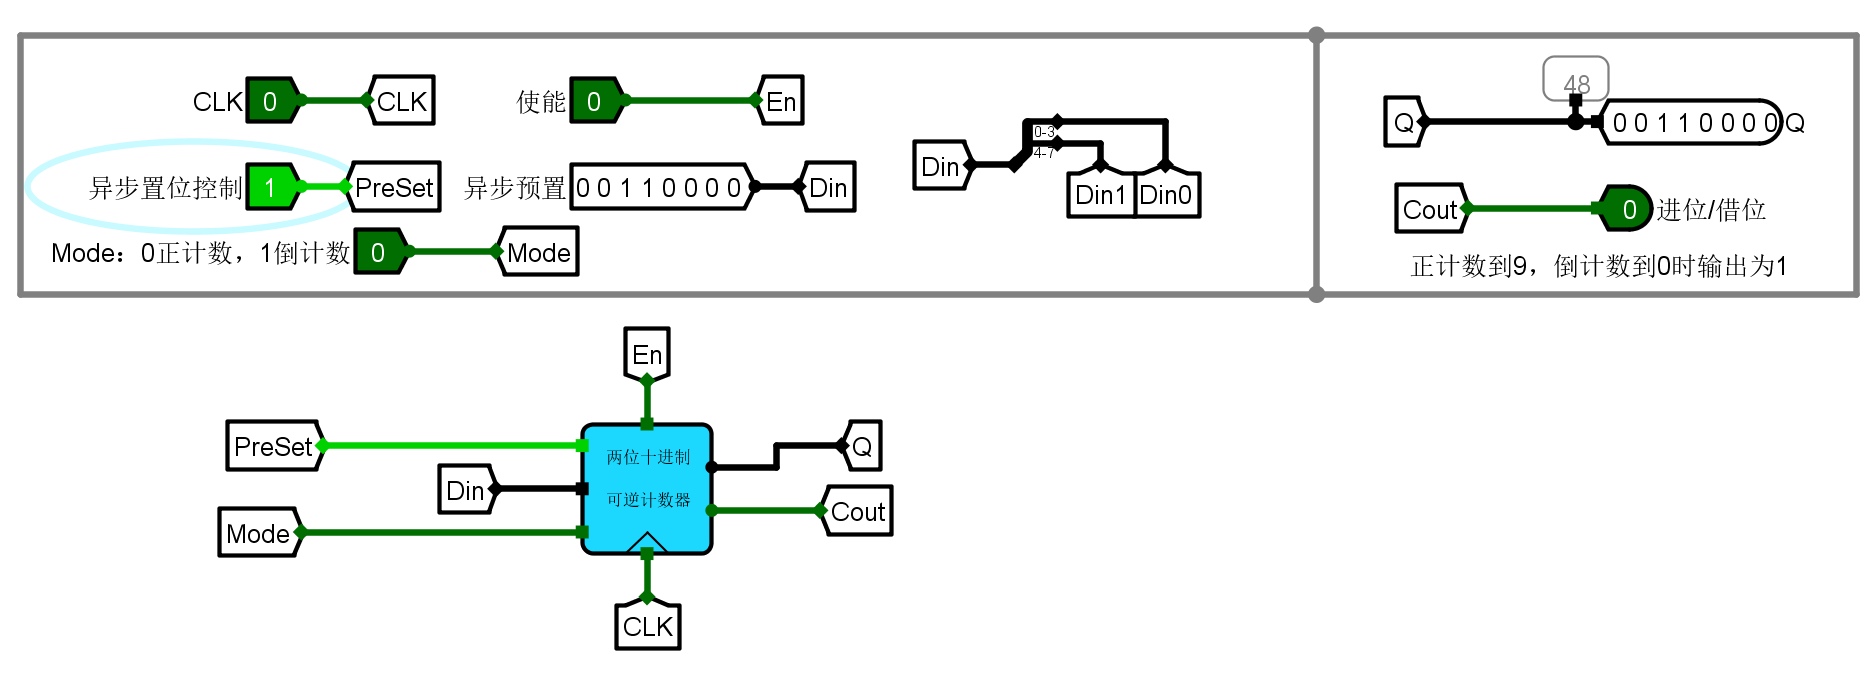 CLK 0 CLK
使能 0 En
48
Q 0 0 1 1 0 0 0 0 Q
Din 0-3
4-7
Din1 Din0
异步置位控制 1 PreSet
异步预置 0 0 1 1 0 0 0 0 Din
Cout 0 进位/借位
Mode：0正计数，1倒计数 0 Mode
正计数到9，倒计数到0时输出为1
En
PreSet
两位十进制
Q
Din
可逆计数器
Cout
Mode
CLK